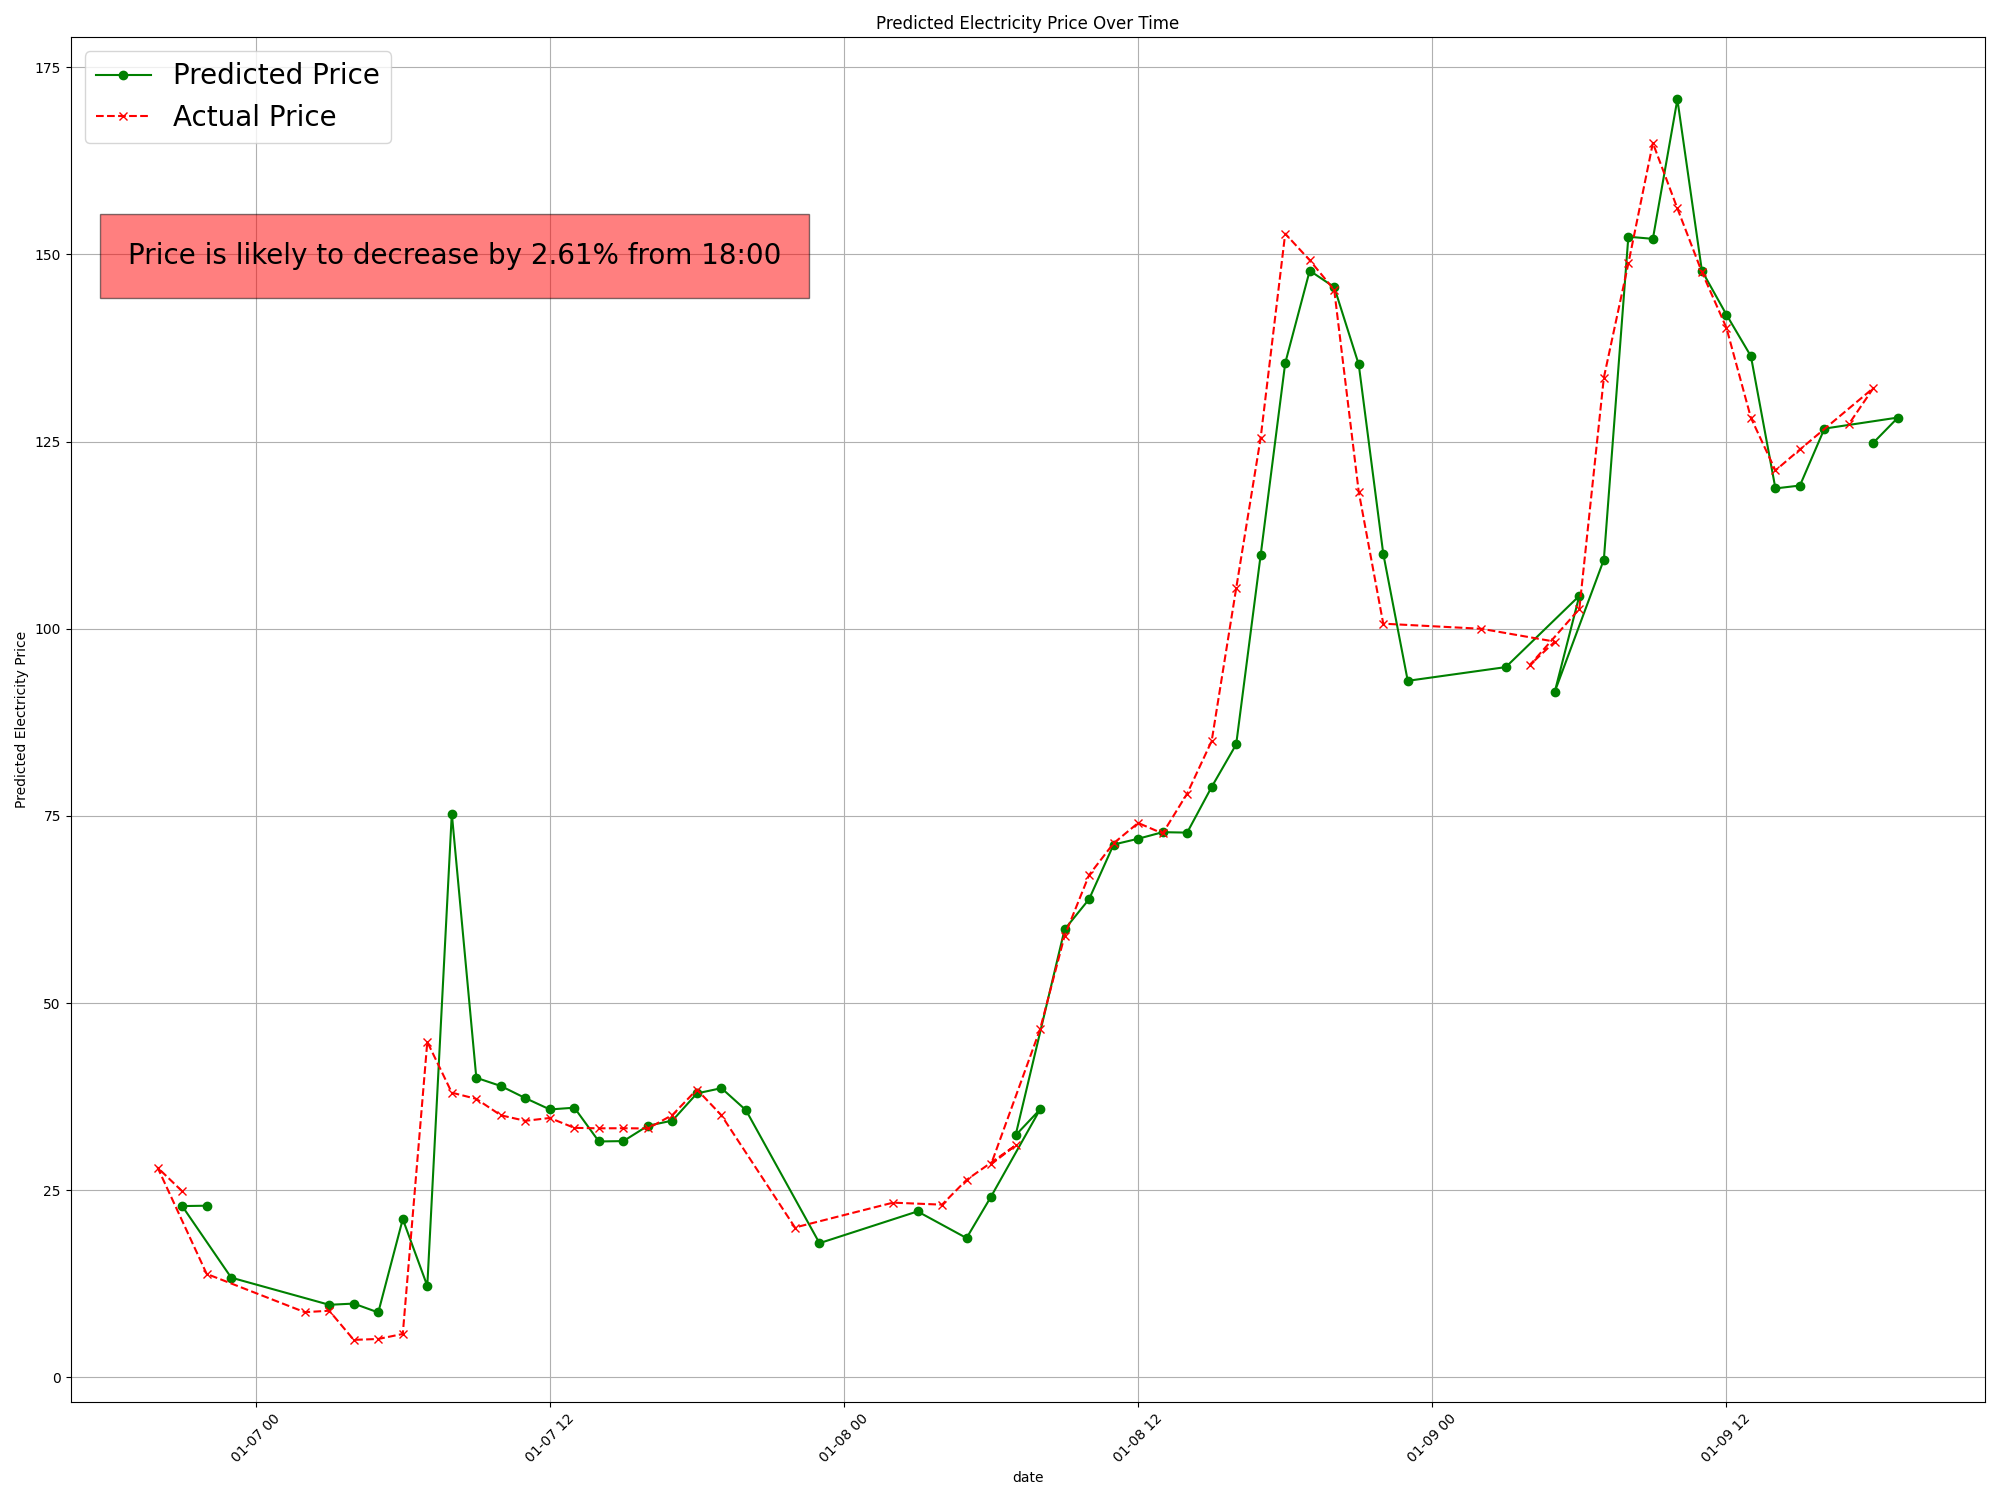 Predicted Electricity Price Over Time
Predicted Price
Actual Price
Price is likely to decrease by 2.61% from 18:00
175
150
125
100
75
50
25
0
Predicted Electricity Price
01-07 00
01-07 12
01-08 00
01-08 12
01-09 00
01-09 12
date